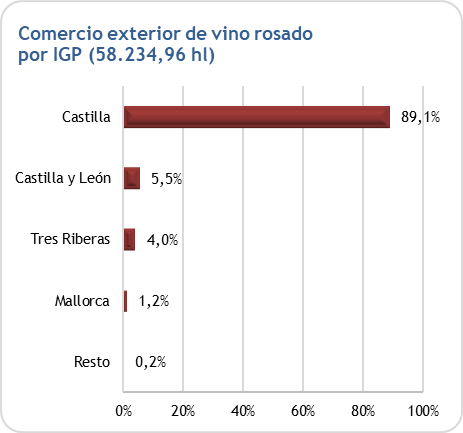 Comercio exterior de vino rosado
por IGP (58.234,96 hl)
Castilla 89,1%
Castilla y León 5,5%
Tres Riberas 4,0%
Mallorca 1,2%
Resto 0,2%
0% 20% 40% 60% 80% 100%